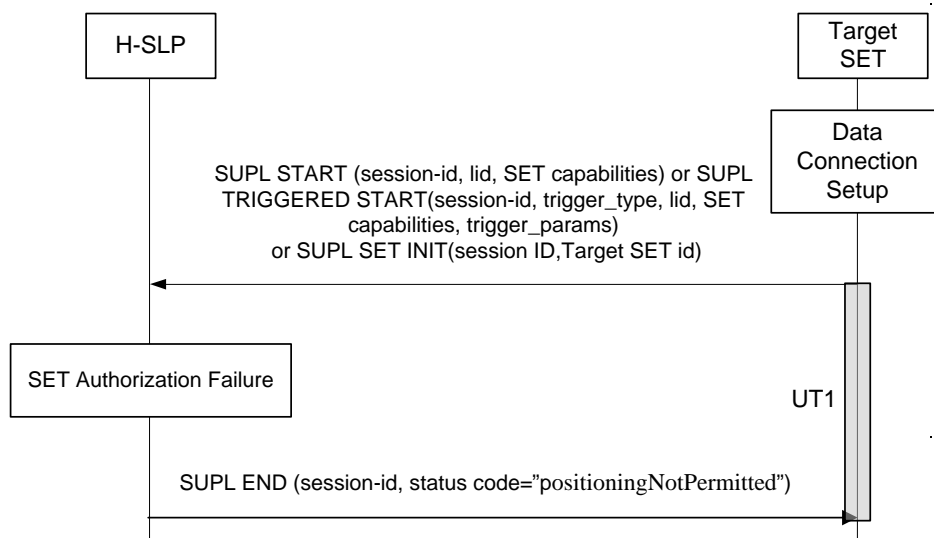 H-SLP
Target
SET
Data
Connection
Setup
SUPL START (session-id, lid, SET capabilities) or SUPL
TRIGGERED START(session-id, trigger_type, lid, SET
capabilities, trigger_params)
or SUPL SET INIT(session ID,Target SET id)
SET Authorization Failure
UT1
SUPL END (session-id, status code=”positioningNotPermitted”)